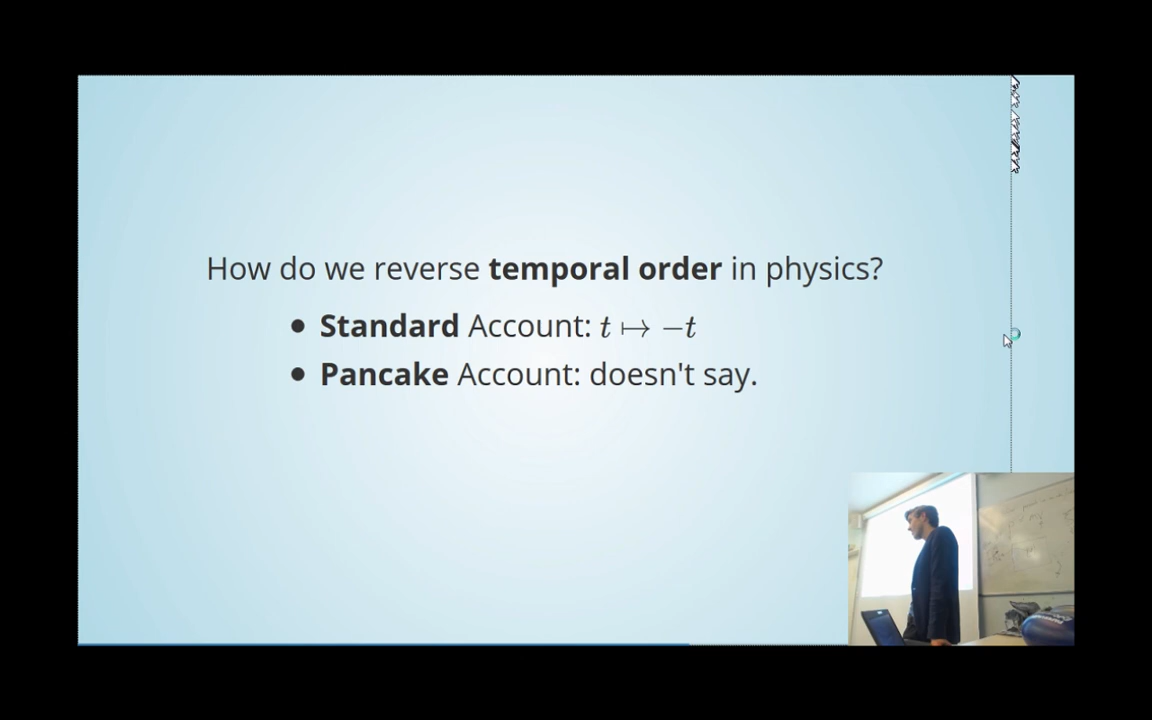 How do we reverse temporal order in physics?
• Standard Account: t ↦ −t
• Pancake Account: doesn't say.